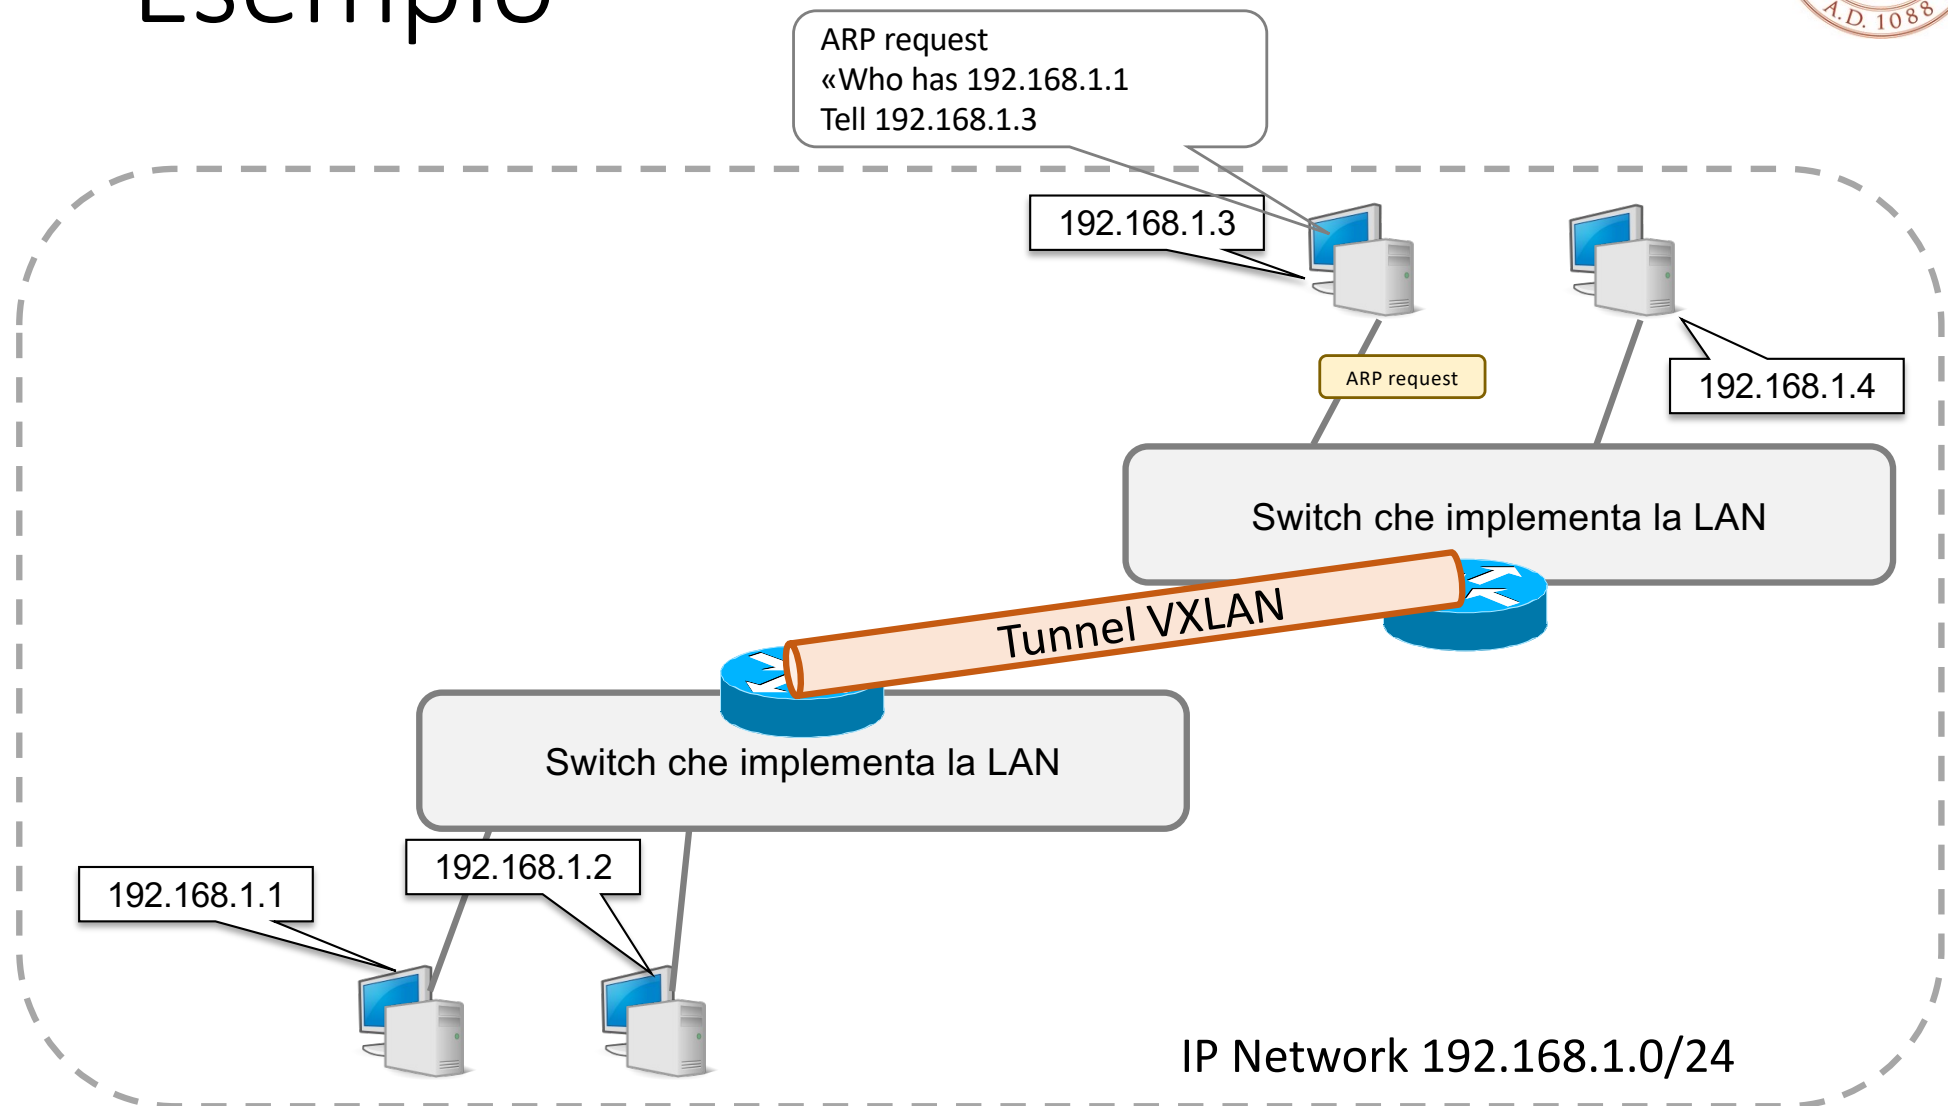 Esempio
A.D. 1088
ARP request
«Who has 192.168.1.1
Tell 192.168.1.3
192.168.1.3
ARP request
192.168.1.4
Switch che implementa la LAN
Tunnel VXLAN
Switch che implementa la LAN
192.168.1.2
192.168.1.1
IP Network 192.168.1.0/24